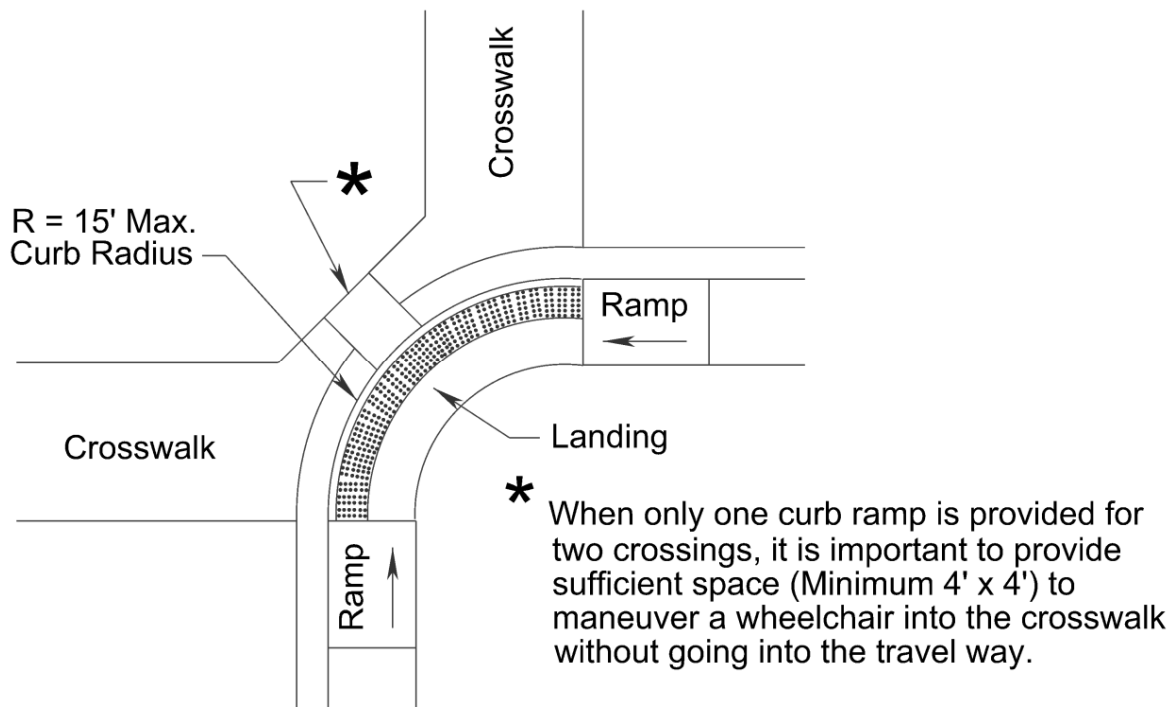 Crosswalk
*
R = 15' Max.
Curb Radius
Ramp
Crosswalk
Landing
* When only one curb ramp is provided for
two crossings, it is important to provide
sufficient space (Minimum 4' x 4') to
maneuver a wheelchair into the crosswalk
without going into the travel way.
Ramp